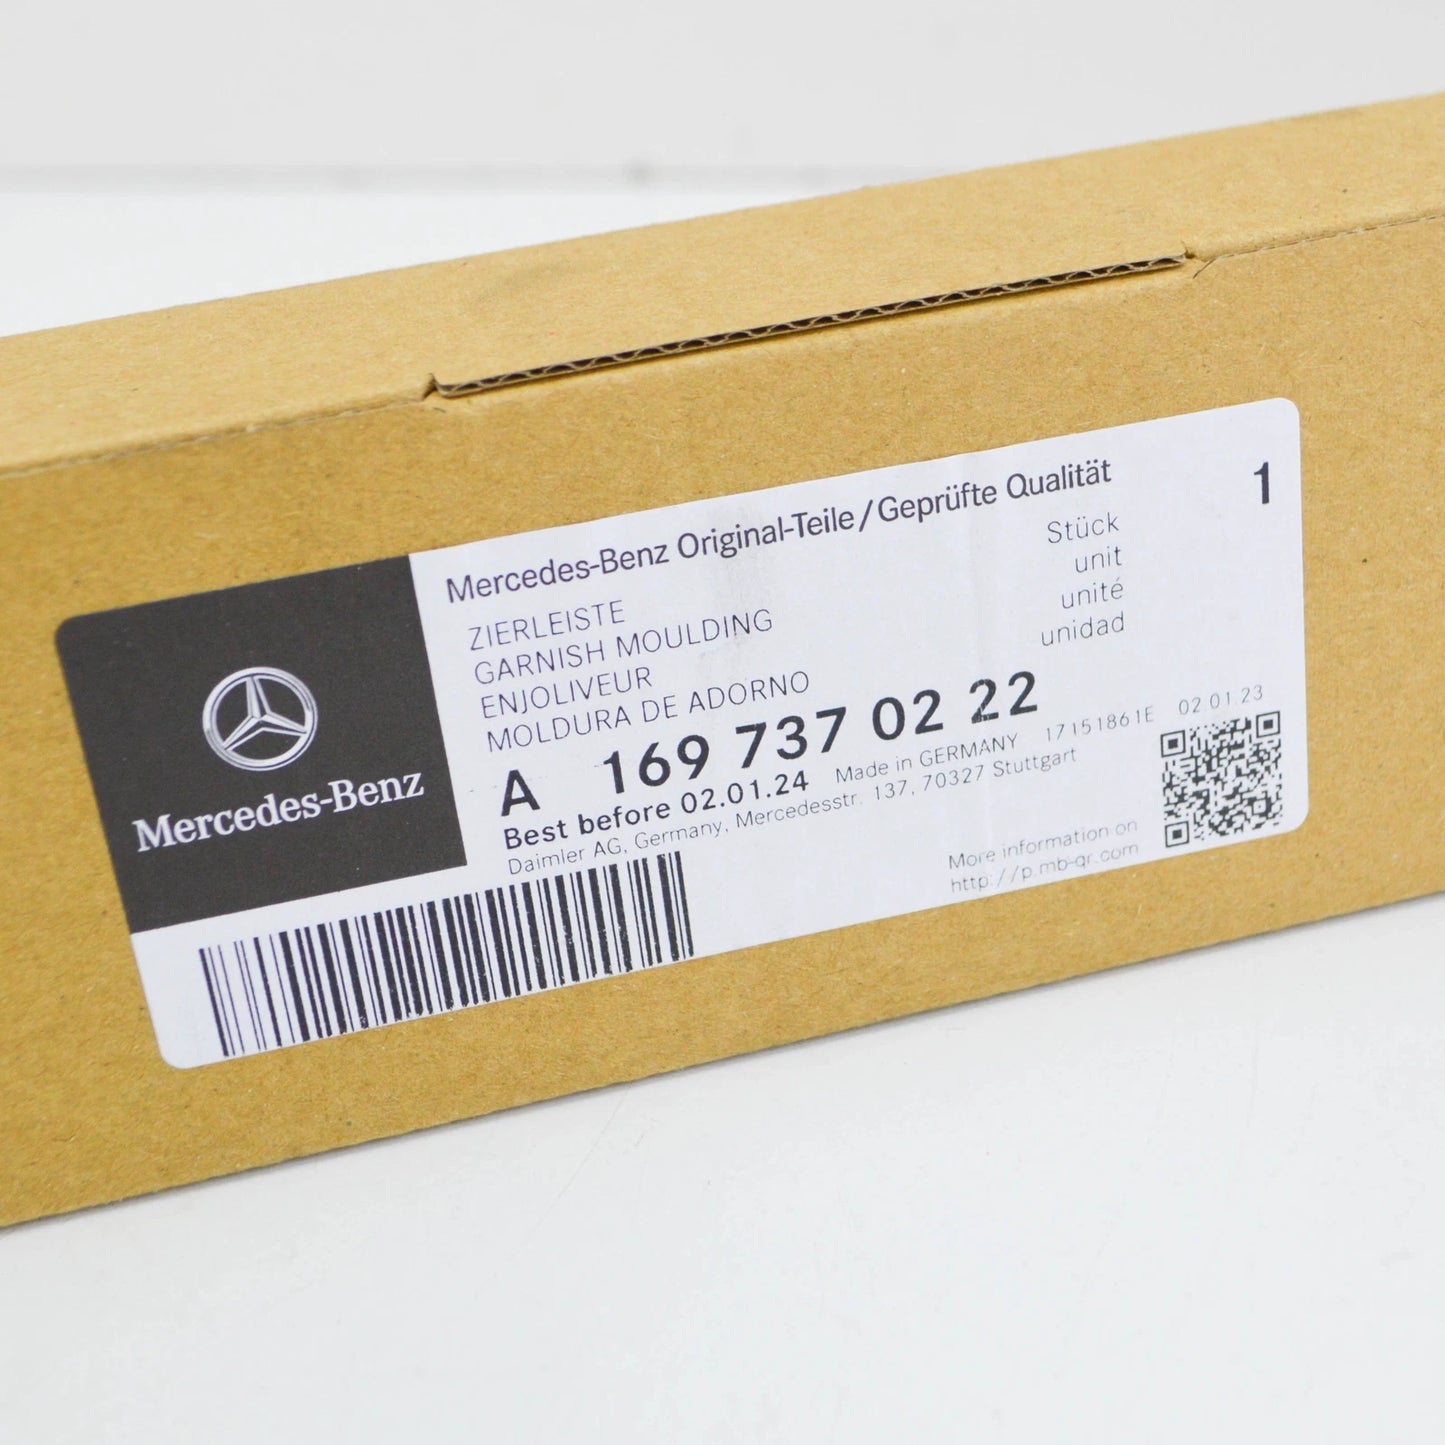 Mercedes-Benz Original-Teile/Geprüfte Qualität
1
ZIERLEISTE
GARNISH MOULDING
ENJOLIVEUR
MOLDURA DE ADORNO
Stück
unit
unité
unidad
A 169 737 02 22
Best before 02.01.24 Made in GERMANY 17151861E 02.01.23
Daimler AG, Germany, Mercedesstr. 137, 70327 Stuttgart
More information on
http://p.mb-qr.com
Mercedes-Benz